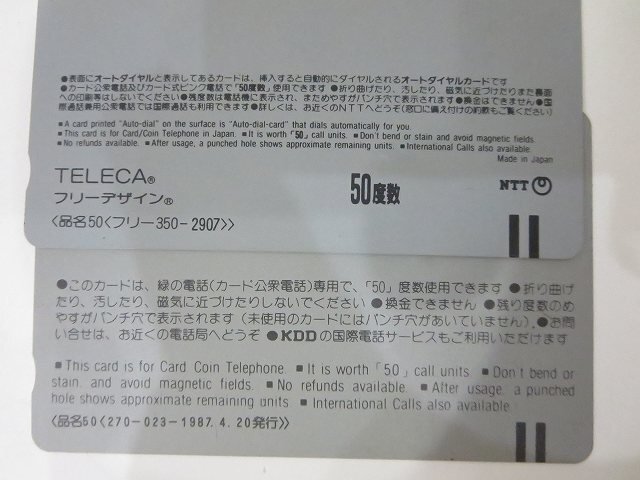 ●表面にオートダイヤルと表示してあるカードは、挿入すると自動的にダイヤルされるオートダイヤルカードです
●カード公衆電話及びカード式ピンク電話で「50度数」使用できます ●折り曲げたり、汚したり、磁気に近づけたりまた裏面
への印刷等はしないでください ●残度数は電話機に表示され、まためやすがパンチ穴で表示されます ●換金はできません ●国
際通話兼用公衆電話では国際通話も利用できます ●詳しくは、お近くのNTTへどうぞ(窓口に備え付けの約款もご覧ください)
■ A card printed "Auto-dial" on the surface is "Auto-dial-card" that dials automatically for you.
■ This card is for Card/Coin Telephone in Japan. ■ It is worth「50」call units. ■ Don't bend or stain and avoid magnetic fields.
■ No refunds available. ■ After usage, a punched hole shows approximate remaining units. ■ International Calls also available.
Made in Japan
TELECA®
フリーデザイン®
50度数
NTT
〈品名50〈フリー350-2907〉〉
●このカードは、緑の電話(カード公衆電話)専用で、「50」度数使用できます ●折り曲げ
たり、汚したり、磁気に近づけたりしないでください ●換金できません ●残り度数のめ
やすがパンチ穴で表示されます(未使用のカードにはパンチ穴があいていません).●お問
い合せは、お近くの電話局へどうぞ ●KDDの国際電話サービスもご利用いただけます
■ This card is for Card Coin Telephone. ■ It is worth「50」call units. ■ Don't bend or
stain, and avoid magnetic fields. ■ No refunds available. ■ After usage, a punched
hole shows approximate remaining units. ■ International Calls also available.
〈品名50〈270-023-1987. 4. 20発行〉〉